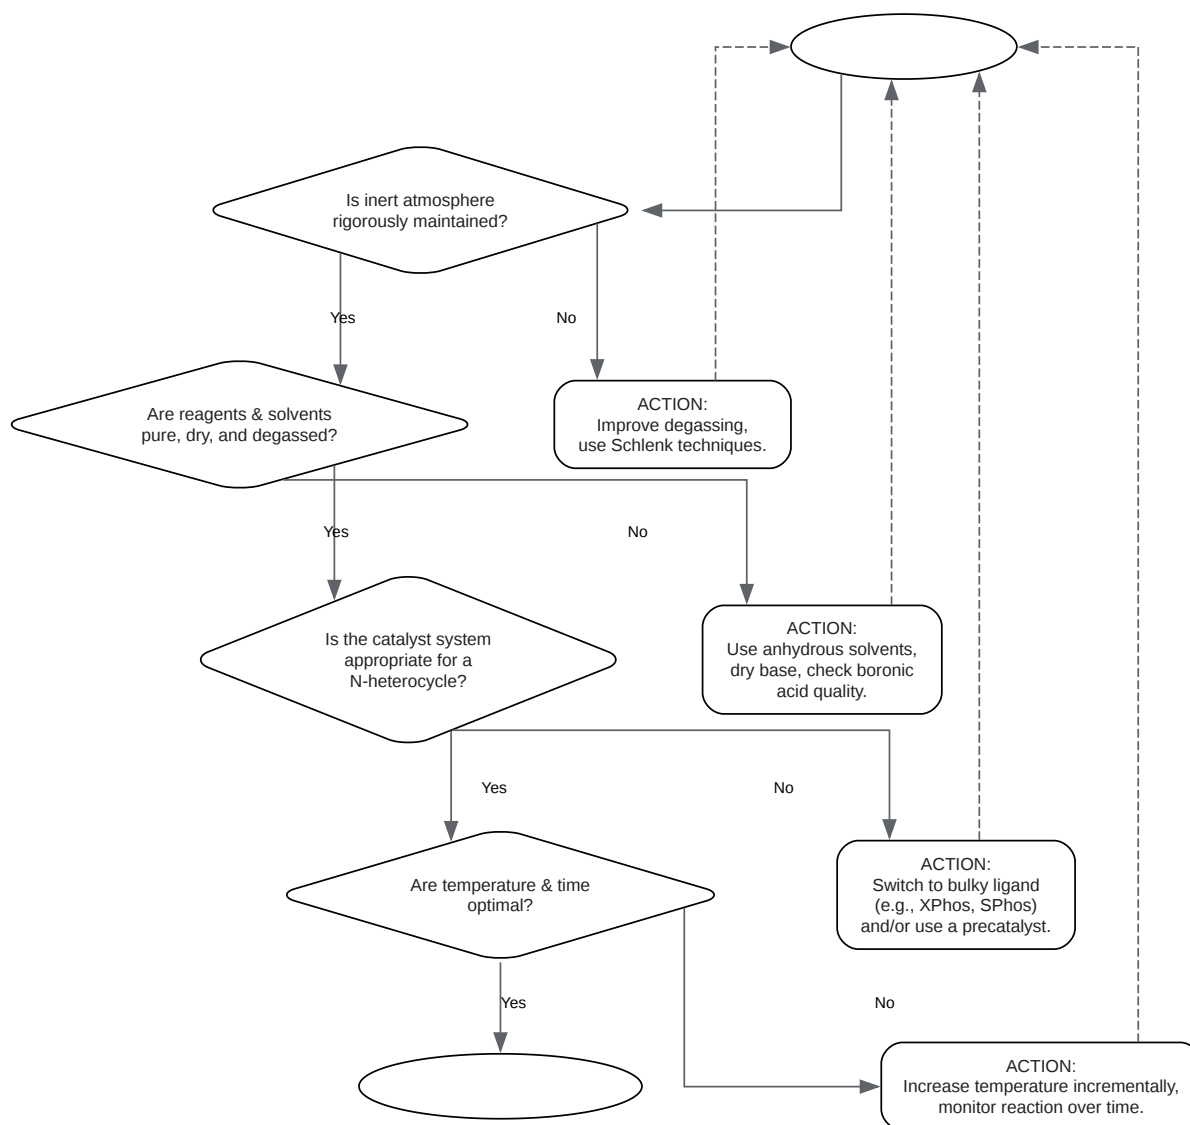 Is inert atmosphere
rigorously maintained?
Yes
No
Are reagents & solvents
pure, dry, and degassed?
ACTION:
Improve degassing,
use Schlenk techniques.
Yes
No
Is the catalyst system
appropriate for a
N-heterocycle?
ACTION:
Use anhydrous solvents,
dry base, check boronic
acid quality.
Yes
No
Are temperature & time
optimal?
ACTION:
Switch to bulky ligand
(e.g., XPhos, SPhos)
and/or use a precatalyst.
Yes
No
ACTION:
Increase temperature incrementally,
monitor reaction over time.